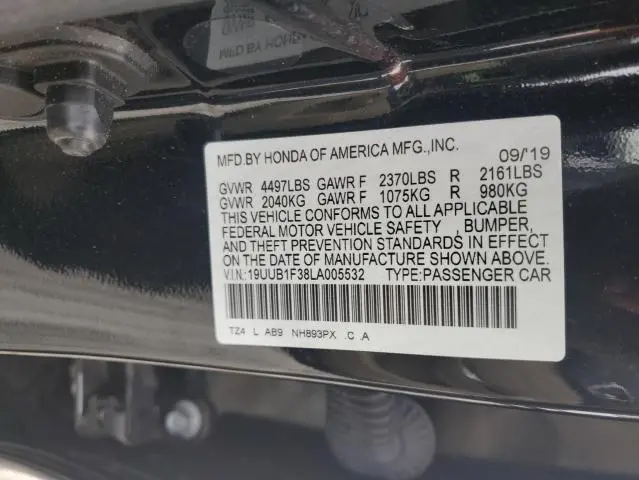 MFD.BY HONDA OF AMERICA MFG.,INC. 09/'19
GVWR 4497LBS GAWR F 2370LBS R 2161LBS
GVWR 2040KG GAWR F 1075KG R 980KG
THIS VEHICLE CONFORMS TO ALL APPLICABLE
FEDERAL MOTOR VEHICLE SAFETY , BUMPER,
AND THEFT PREVENTION STANDARDS IN EFFECT
ON THE DATE OF MANUFACTURE SHOWN ABOVE.
V.I.N.:19UUB1F38LA005532 TYPE:PASSENGER CAR
TZ4 L AB9 NH893PX .C .A